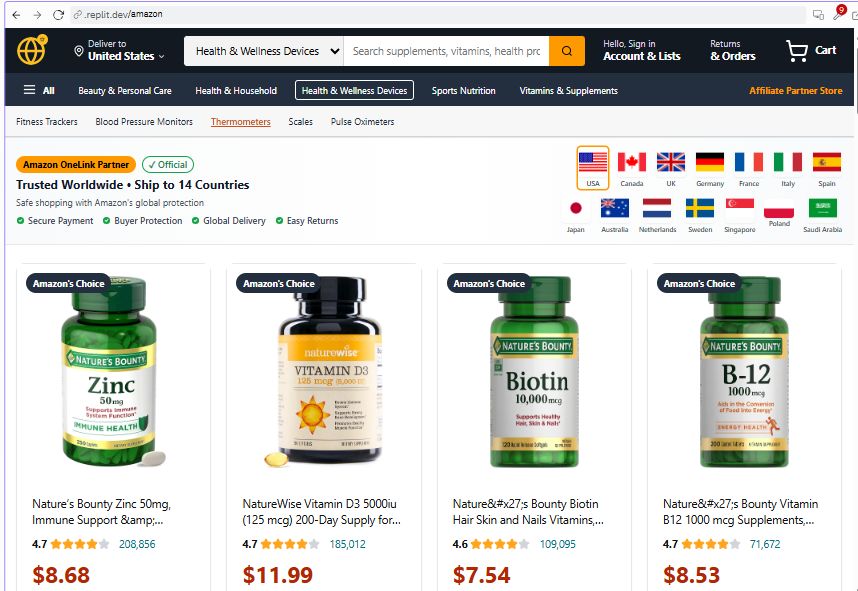 .replit.dev/amazon
9
Deliver to
United States
Health & Wellness Devices
Search supplements, vitamins, health prc
Hello, Sign in
Account & Lists
Returns
& Orders
Cart
All
Beauty & Personal Care
Health & Household
Health & Wellness Devices
Sports Nutrition
Vitamins & Supplements
Affiliate Partner Store
Fitness Trackers
Blood Pressure Monitors
Thermometers
Scales
Pulse Oximeters
Amazon OneLink Partner
✓ Official
Trusted Worldwide • Ship to 14 Countries
Safe shopping with Amazon's global protection
Secure Payment
Buyer Protection
Global Delivery
Easy Returns
USA
Canada
UK
Germany
France
Italy
Spain
Japan
Australia
Netherlands
Sweden
Singapore
Poland
Saudi Arabia
Amazon's Choice
NATURE'S BOUNTY
Zinc
50mg
Supports Immune
System Function*
IMMUNE HEALTH
Nature's Bounty Zinc 50mg,
Immune Support &amp;...
4.7
208,856
$8.68
Amazon's Choice
naturewise
VITAMIN D3
125 mcg (5,000 IU)
NatureWise Vitamin D3 5000iu
(125 mcg) 200-Day Supply for...
4.7
185,012
$11.99
Amazon's Choice
NATURE'S BOUNTY
Biotin
10,000mcg
Supports Healthy
Hair, Skin & Nails*
Nature&#x27;s Bounty Biotin
Hair Skin and Nails Vitamins,...
4.6
109,095
$7.54
Amazon's Choice
NATURE'S BOUNTY
B-12
1000mcg
Aids in the Conversion
of Food Into Energy*
ENERGY HEALTH
Nature&#x27;s Bounty Vitamin
B12 1000 mcg Supplements,...
4.7
71,672
$8.53